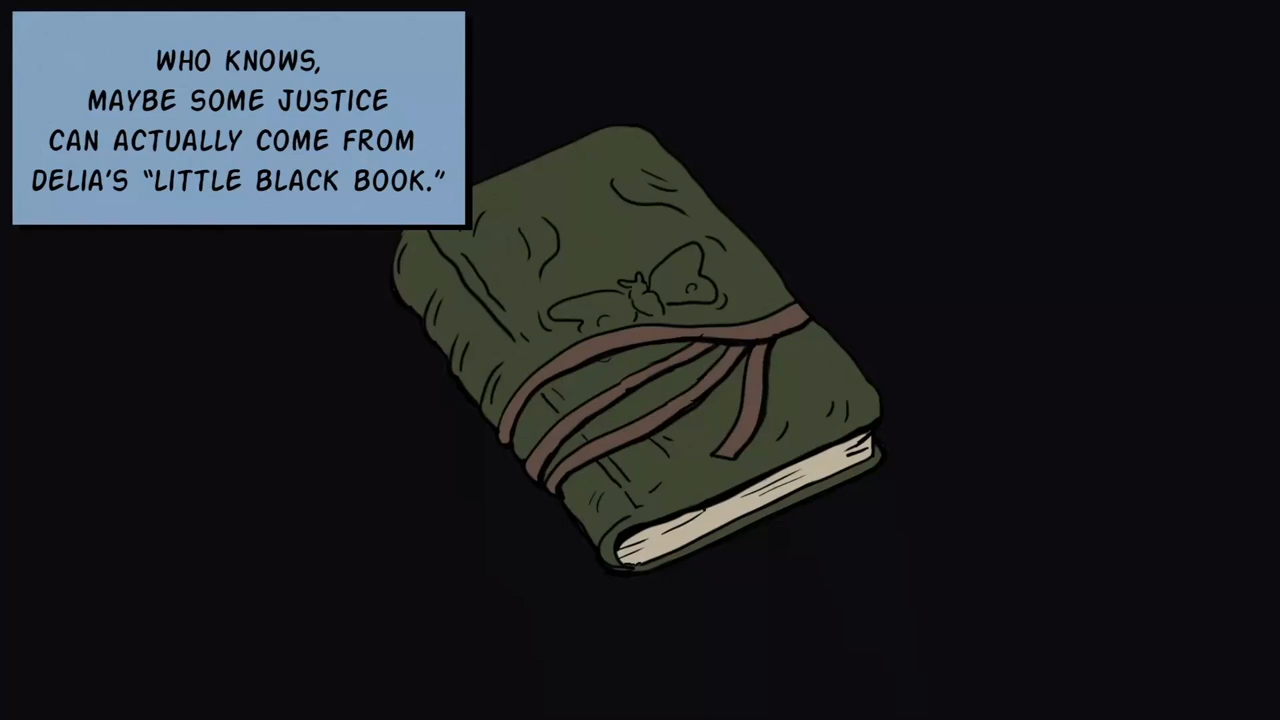 WHO KNOWS,
MAYBE SOME JUSTICE
CAN ACTUALLY COME FROM
DELIA'S “LITTLE BLACK BOOK.”